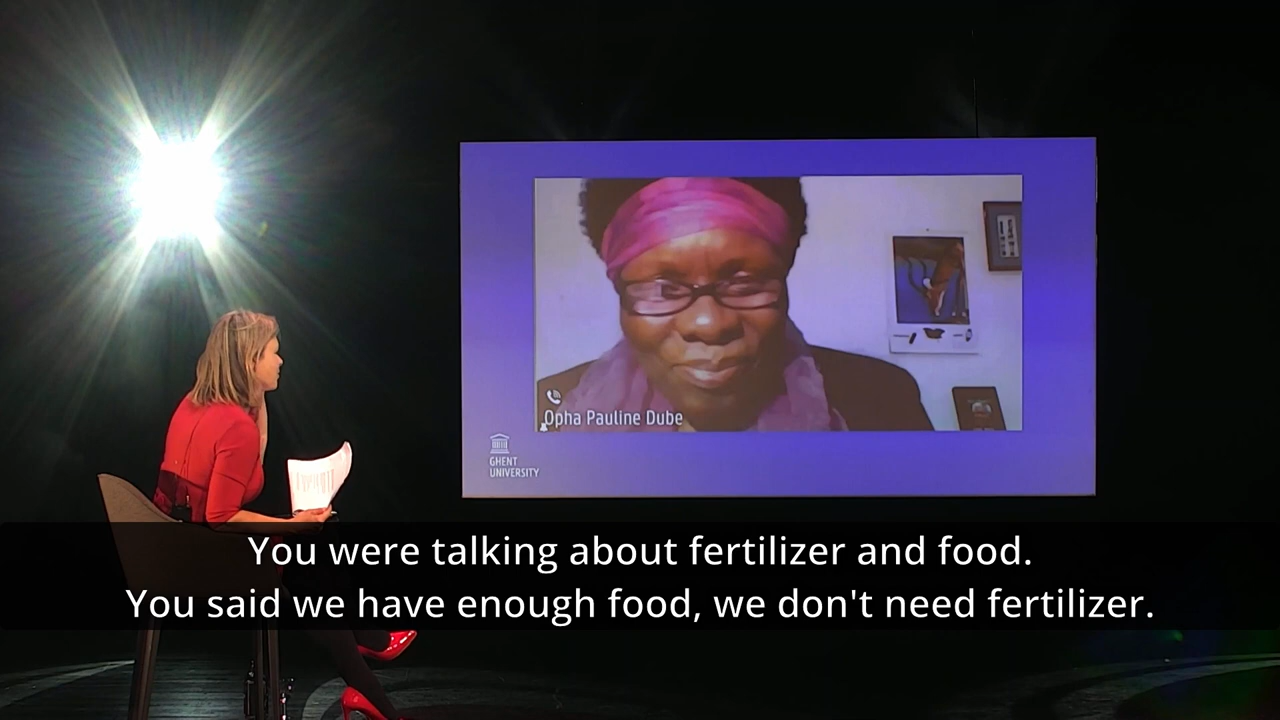 Opha Pauline Dube
GHENT
UNIVERSITY
You were talking about fertilizer and food.
You said we have enough food, we don't need fertilizer.